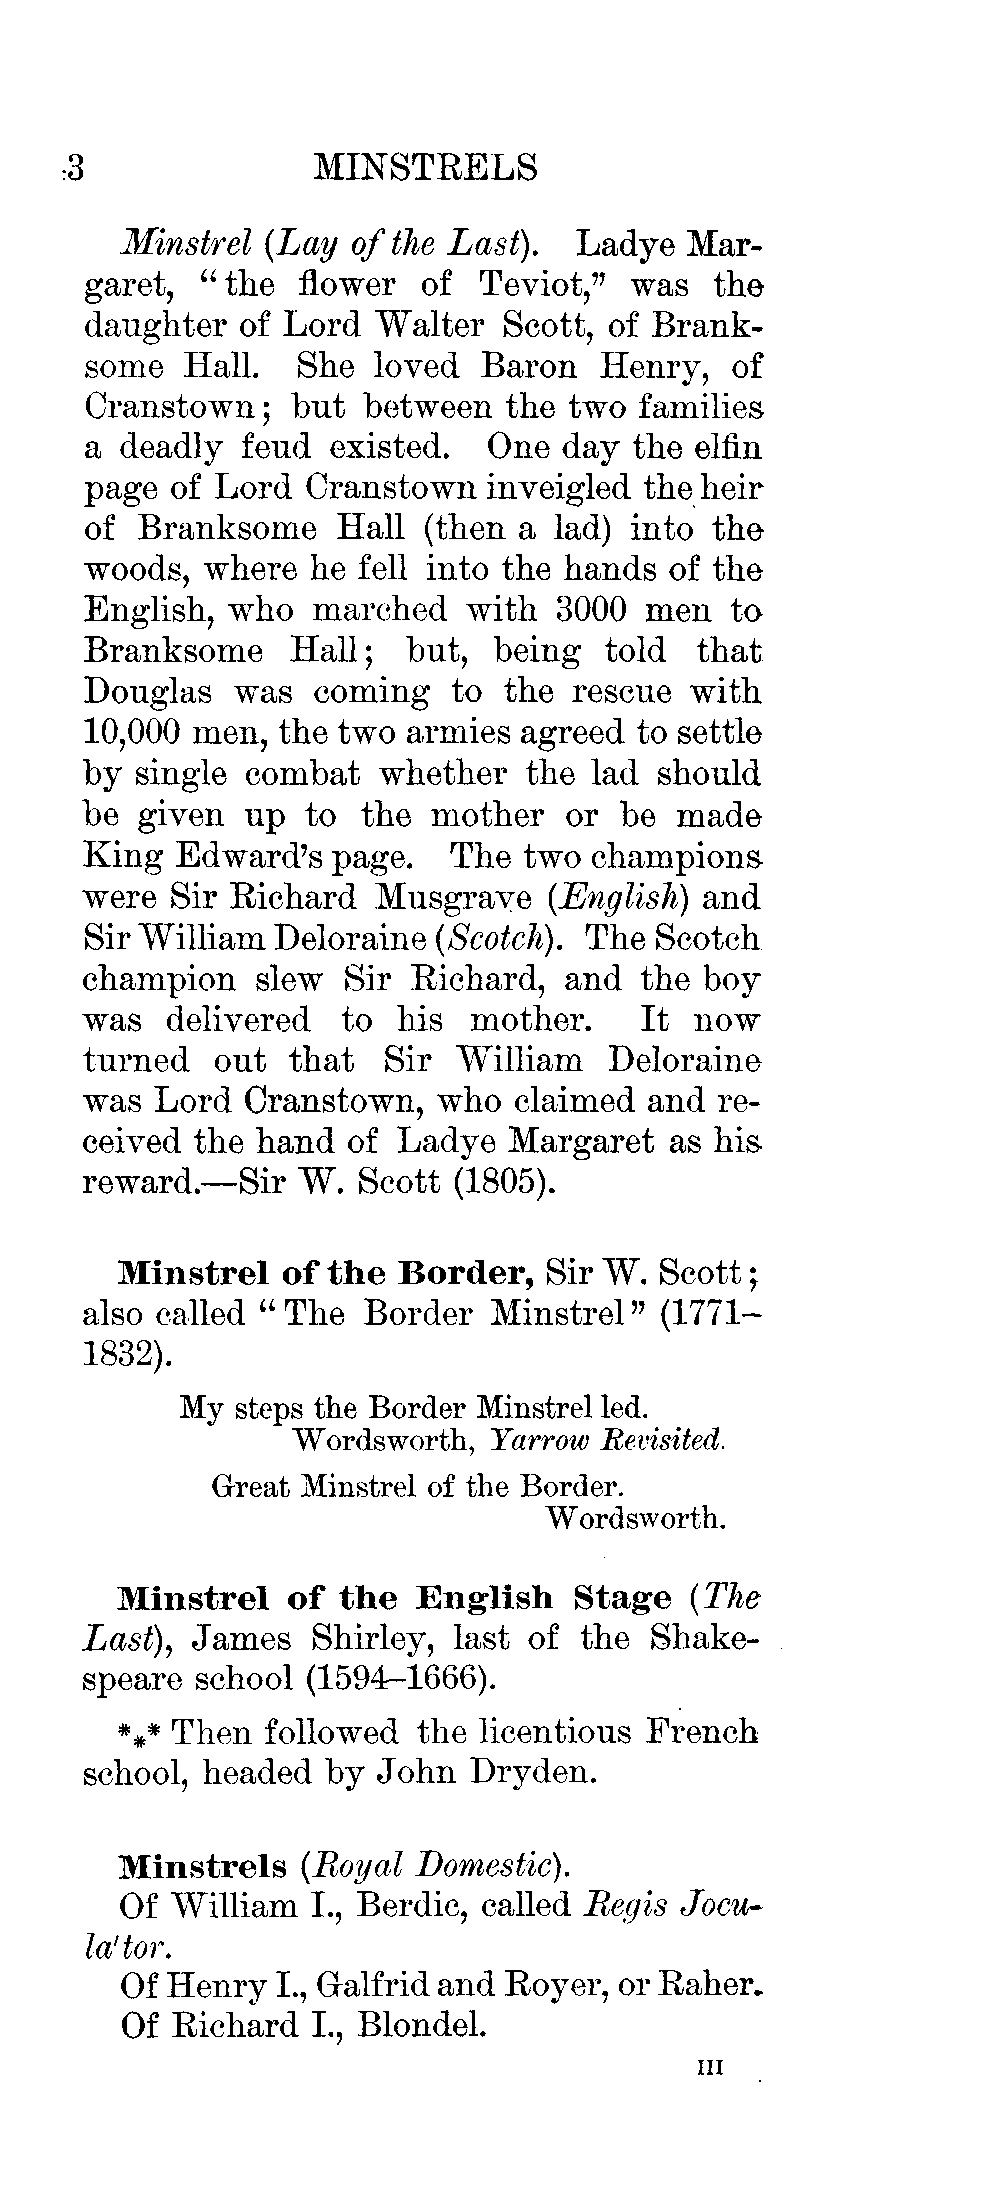 :3 MINSTRELS
Minstrel (Lay of the Last). Ladye Mar-
garet, “the flower of Teviot,” was the
daughter of Lord Walter Scott, of Brank-
some Hall. She loved Baron Henry, of
Cranstown; but between the two families
a deadly feud existed. One day the elfin
page of Lord Cranstown inveigled the heir
of Branksome Hall (then a lad) into the
woods, where he fell into the hands of the
English, who marched with 3000 men to
Branksome Hall; but, being told that
Douglas was coming to the rescue with
10,000 men, the two armies agreed to settle
by single combat whether the lad should
be given up to the mother or be made
King Edward’s page. The two champions
were Sir Richard Musgrave (English) and
Sir William Deloraine (Scotch). The Scotch
champion slew Sir Richard, and the boy
was delivered to his mother. It now
turned out that Sir William Deloraine
was Lord Cranstown, who claimed and re-
ceived the hand of Ladye Margaret as his
reward.—Sir W. Scott (1805).
Minstrel of the Border, Sir W. Scott;
also called “The Border Minstrel” (1771–
1832).
My steps the Border Minstrel led.
Wordsworth, Yarrow Revisited.
Great Minstrel of the Border.
Wordsworth.
Minstrel of the English Stage (The
Last), James Shirley, last of the Shake-
speare school (1594–1666).
*⁎* Then followed the licentious French
school, headed by John Dryden.
Minstrels (Royal Domestic).
Of William I., Berdic, called Regis Jocu-
la'tor.
Of Henry I., Galfrid and Royer, or Raher.
Of Richard I., Blondel.
III